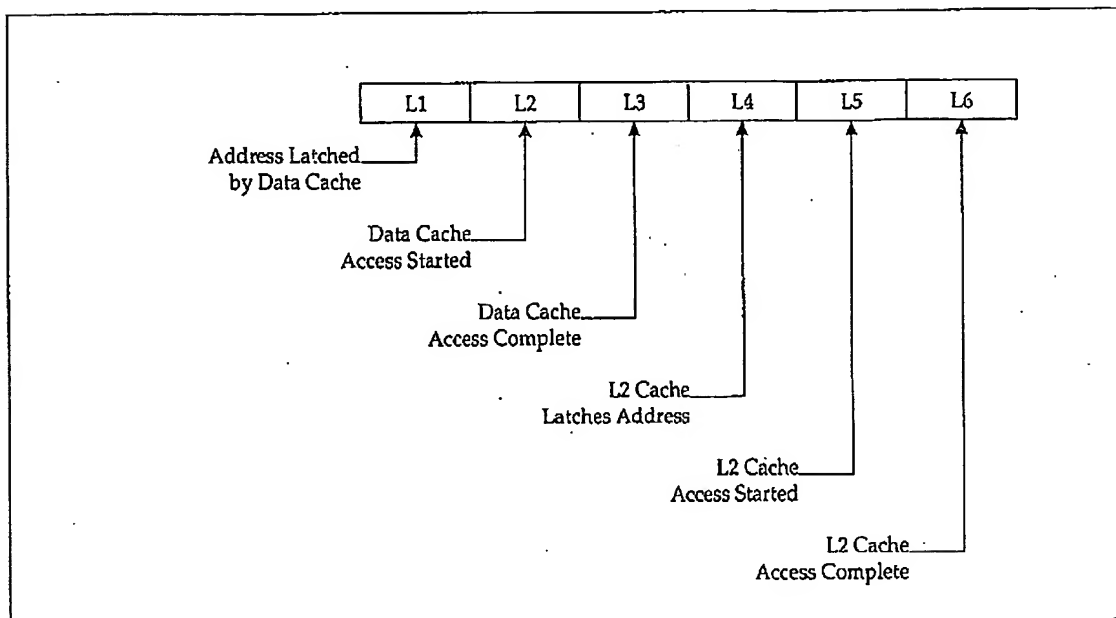 L1 L2 L3 L4 L5 L6
Address Latched
by Data Cache
Data Cache
Access Started
Data Cache
Access Complete
L2 Cache
Latches Address
L2 Cache
Access Started
L2 Cache
Access Complete